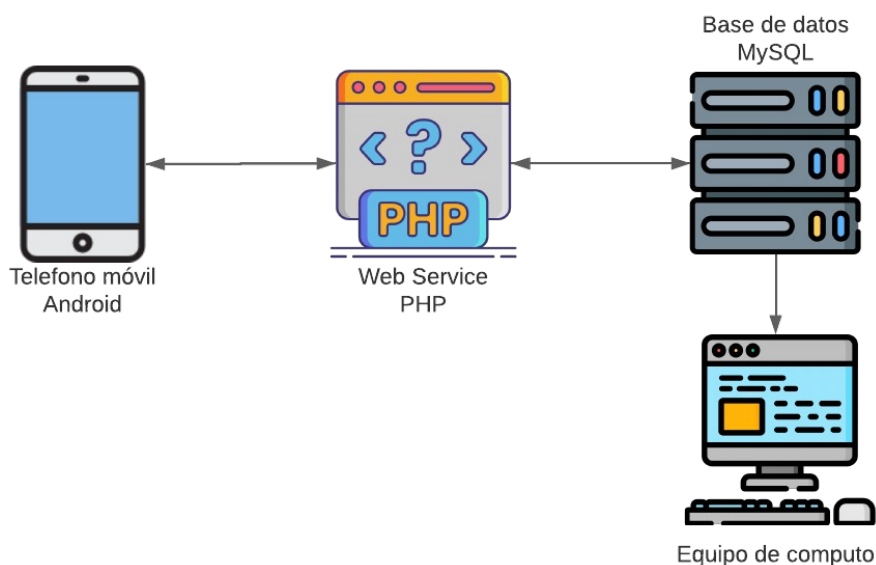 Base de datos
MySQL
< ? >
PHP
Telefono móvil
Android
Web Service
PHP
Equipo de computo